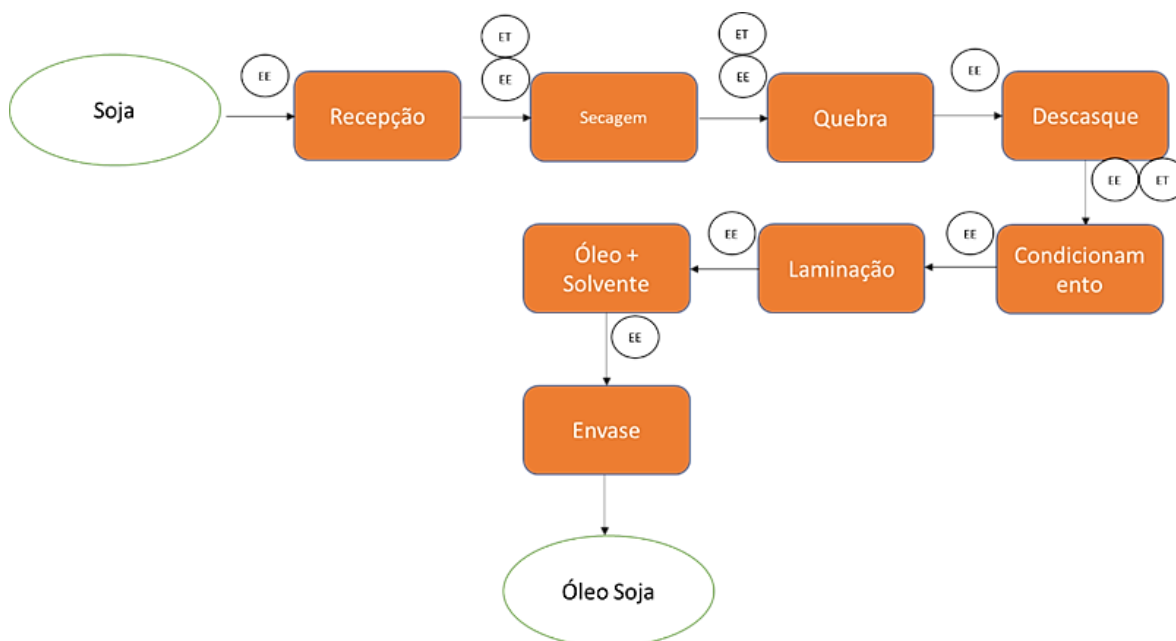 Soja
EE
Recepção
ET
EE
Secagem
ET
EE
Quebra
EE
Descasque
EE
ET
Condicionam
ento
EE
Laminação
EE
Óleo +
Solvente
EE
Envase
Óleo Soja